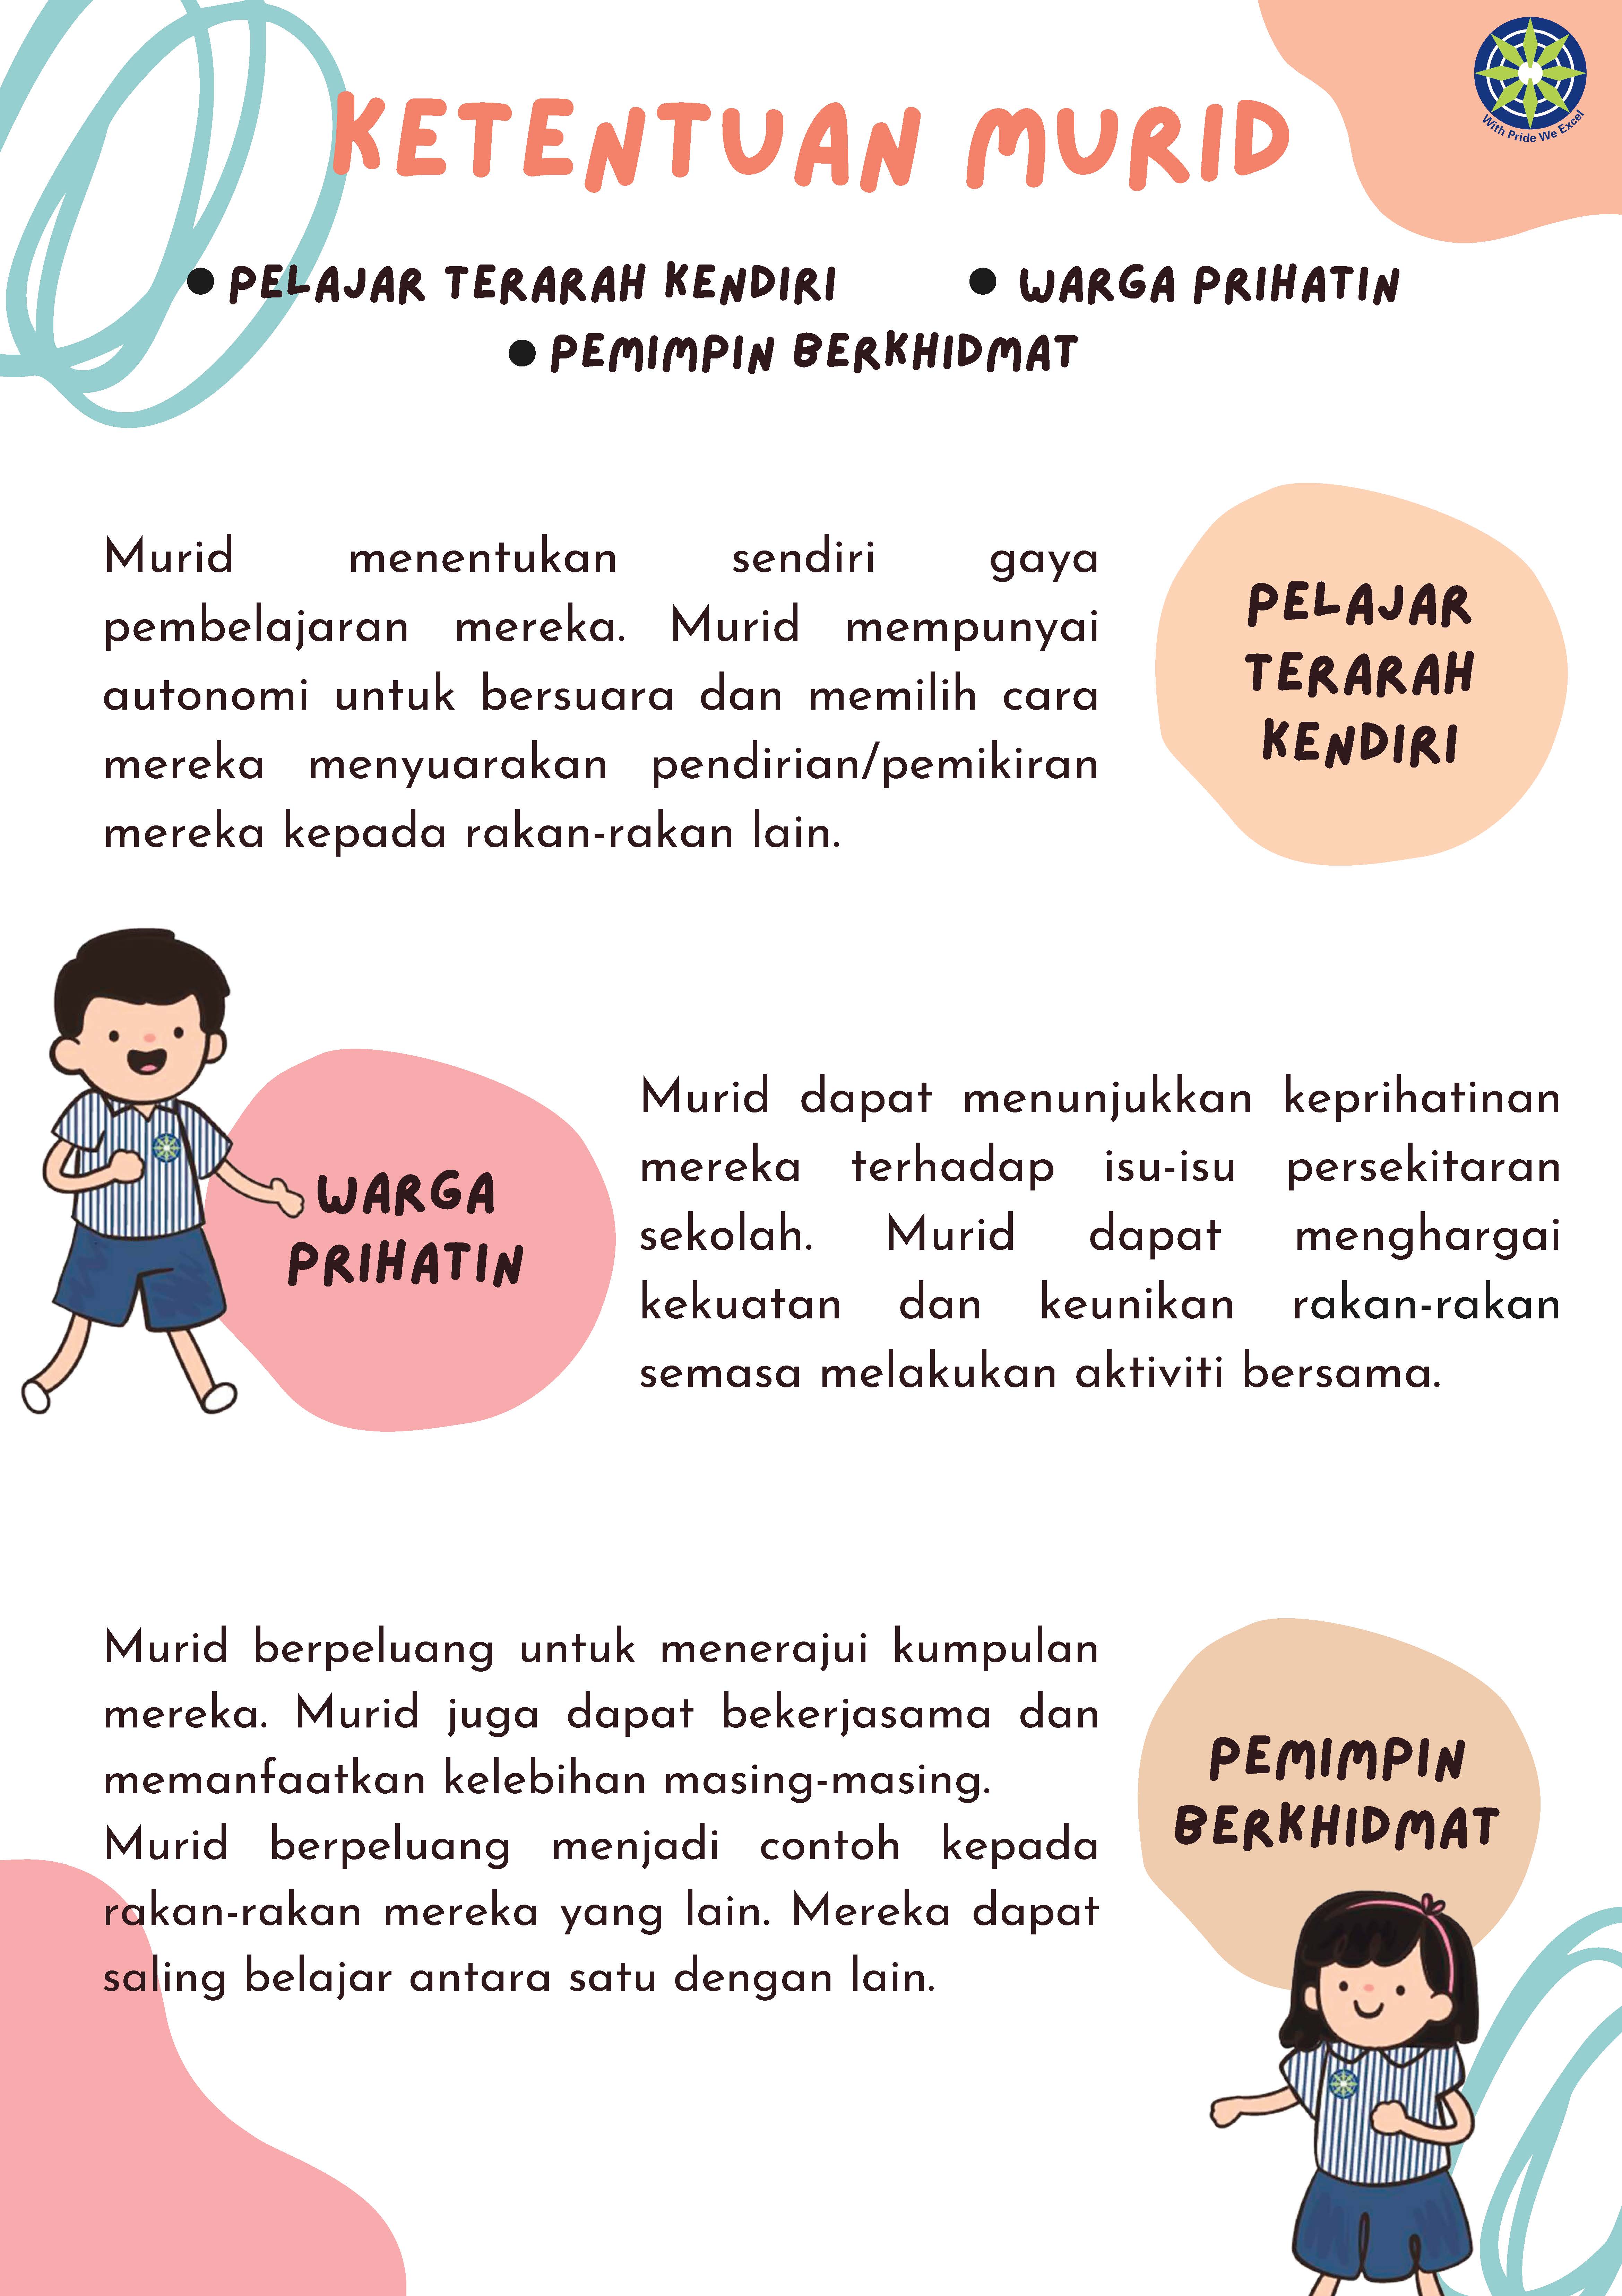 With Pride We Excel
KETENTUAN MURID
● PELAJAR TERARAH KENDIRI ● WARGA PRIHATIN
● PEMIMPIN BERKHIDMAT
Murid menentukan sendiri gaya
pembelajaran mereka. Murid mempunyai
autonomi untuk bersuara dan memilih cara
mereka menyuarakan pendirian/pemikiran
mereka kepada rakan-rakan lain.
PELAJAR
TERARAH
KENDIRI
WARGA
PRIHATIN
Murid dapat menunjukkan keprihatinan
mereka terhadap isu-isu persekitaran
sekolah. Murid dapat menghargai
kekuatan dan keunikan rakan-rakan
semasa melakukan aktiviti bersama.
Murid berpeluang untuk menerajui kumpulan
mereka. Murid juga dapat bekerjasama dan
memanfaatkan kelebihan masing-masing.
Murid berpeluang menjadi contoh kepada
rakan-rakan mereka yang lain. Mereka dapat
saling belajar antara satu dengan lain.
PEMIMPIN
BERKHIDMAT